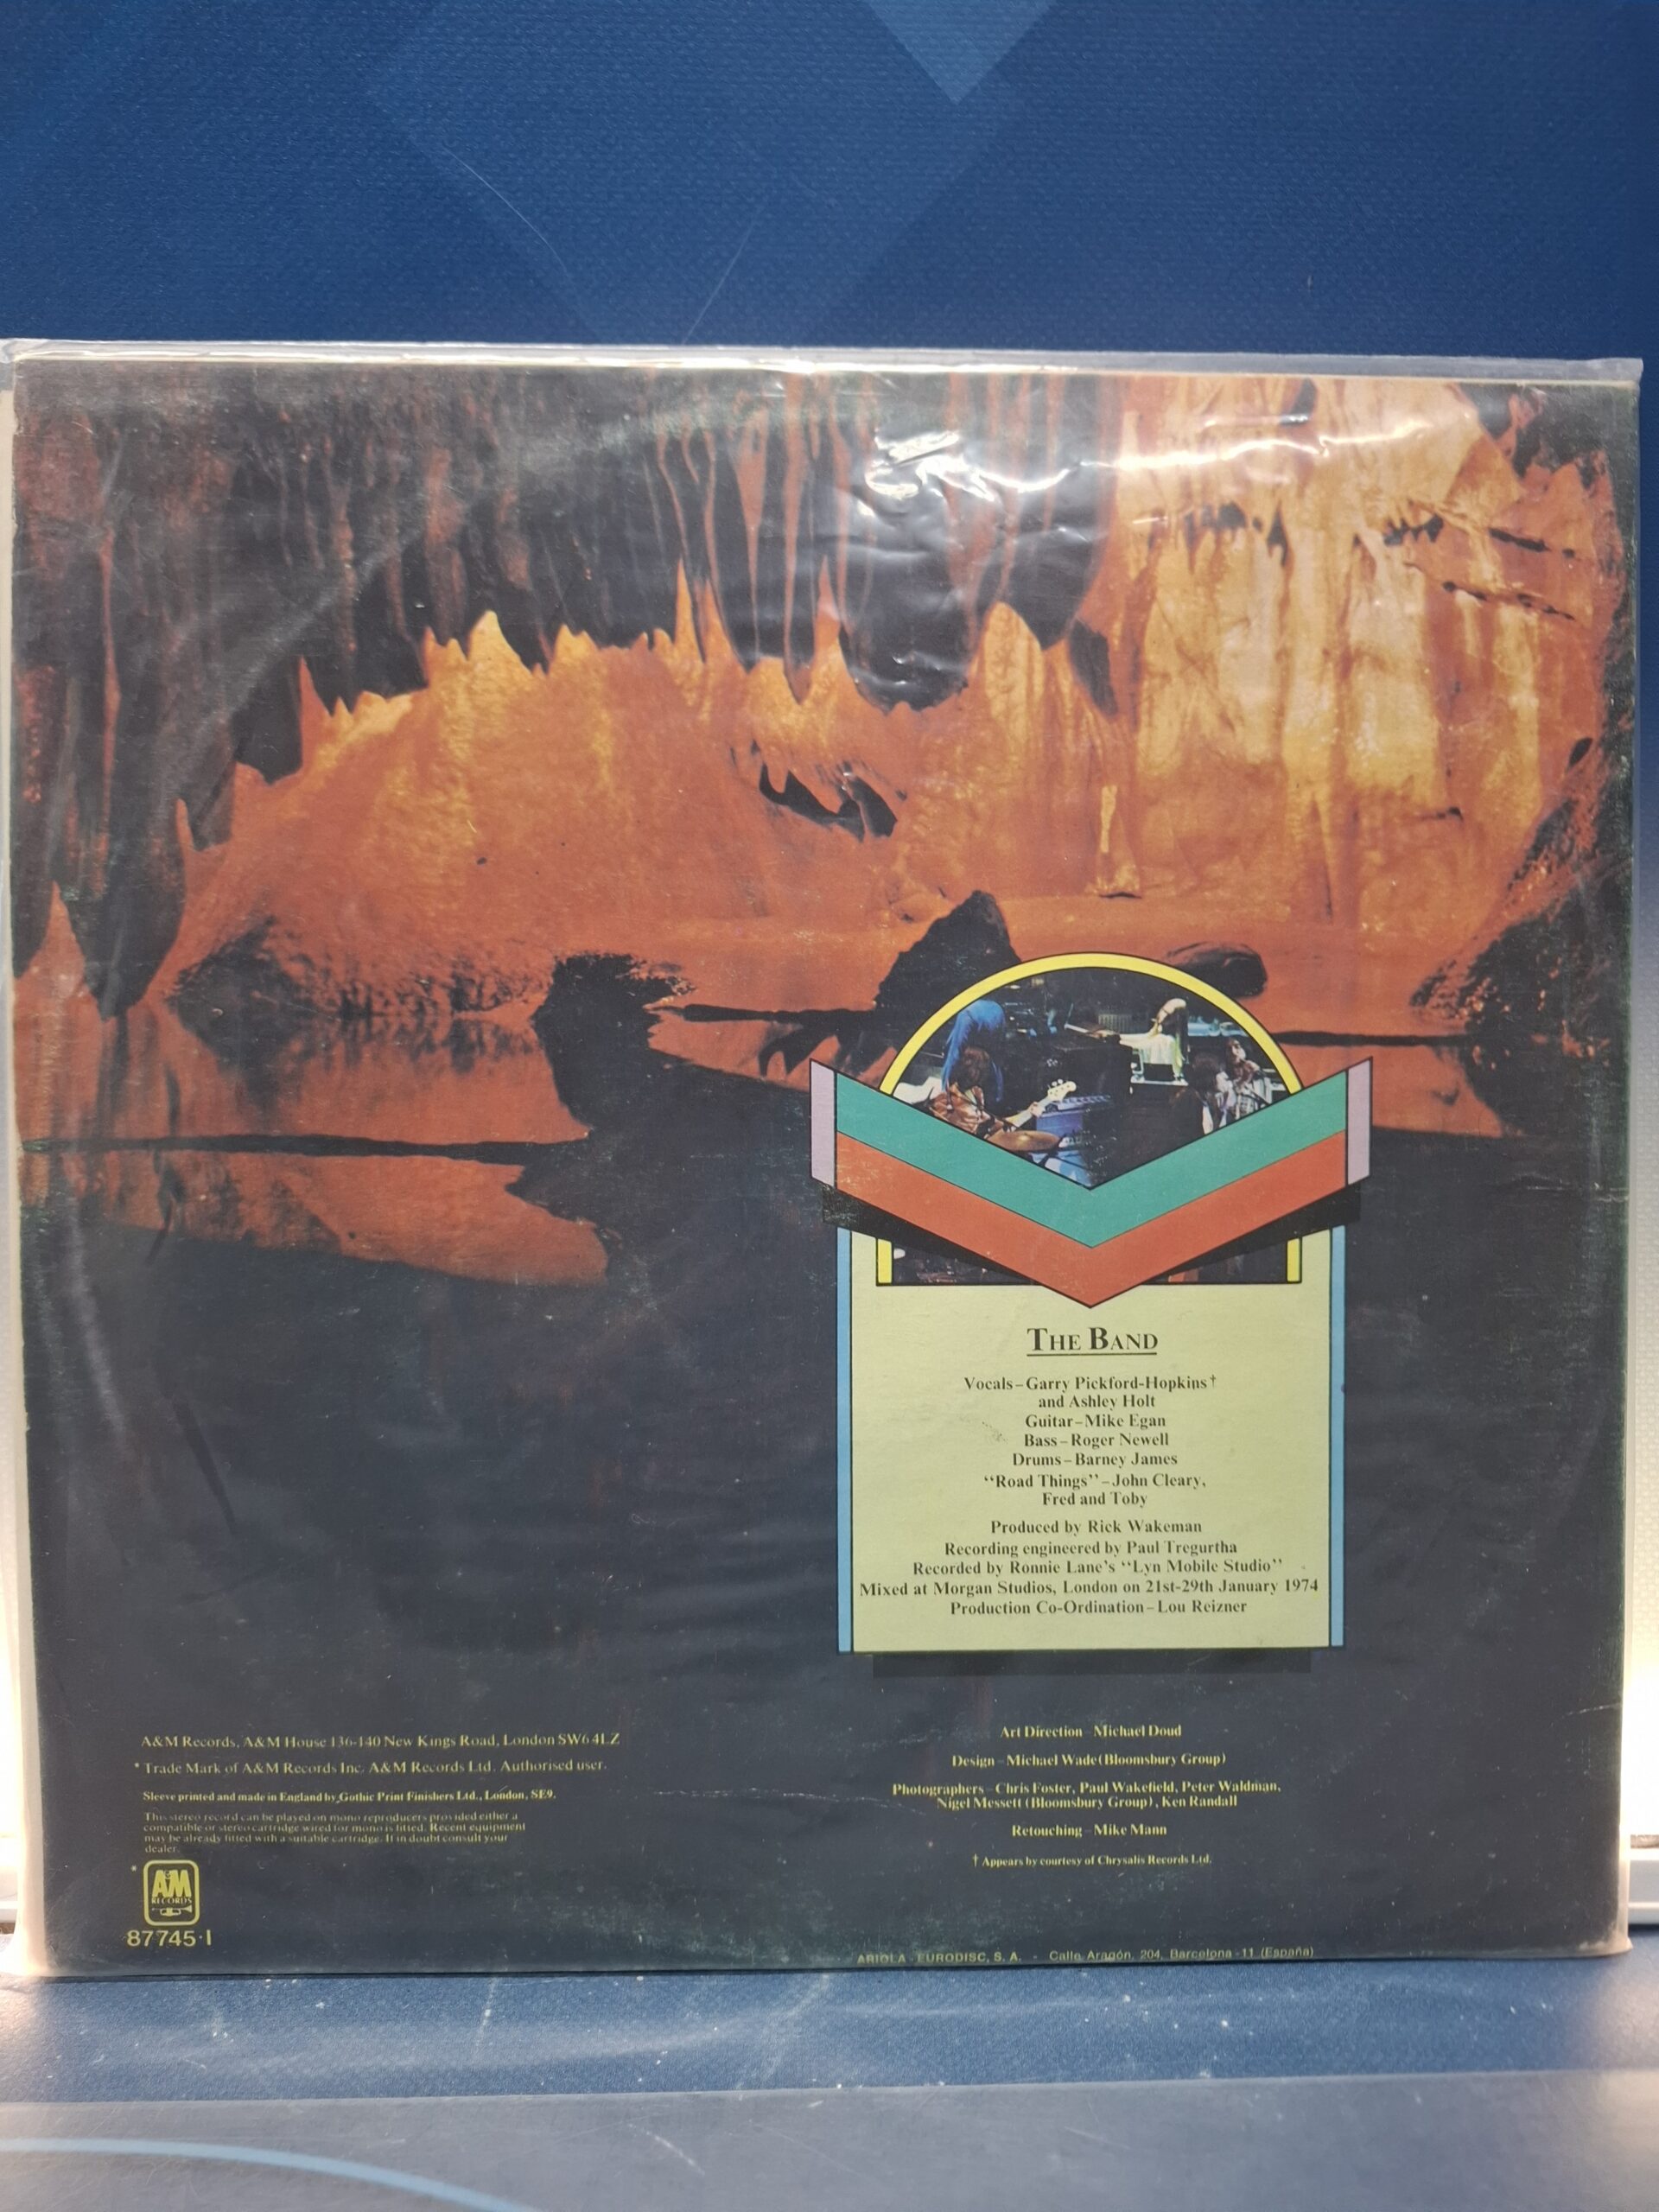 THE BAND
Vocals–Garry Pickford-Hopkins†
and Ashley Holt
Guitar–Mike Egan
Bass–Roger Newell
Drums–Barney James
“Road Things”–John Cleary,
Fred and Toby
Produced by Rick Wakeman
Recording engineered by Paul Tregurtha
Recorded by Ronnie Lane's “Lyn Mobile Studio”
Mixed at Morgan Studios, London on 21st-29th January 1974
Production Co-Ordination–Lou Reizner
A&M Records, A&M House 136-140 New Kings Road, London SW6 4LZ
*Trade Mark of A&M Records Inc. A&M Records Ltd. Authorised user.
Sleeve printed and made in England by Gothic Print Finishers Ltd., London, SE9.
This stereo record can be played on mono reproducers provided either a
compatible or stereo cartridge wired for mono is fitted. Recent equipment
may be already fitted with a suitable cartridge. If in doubt consult your
dealer.
*
A&M
RECORDS
87745-I
Art Direction–Michael Doud
Design–Michael Wade (Bloomsbury Group)
Photographers–Chris Foster, Paul Wakefield, Peter Waldman,
Nigel Messett (Bloomsbury Group), Ken Randall
Retouching–Mike Mann
† Appears by courtesy of Chrysalis Records Ltd.
ARIOLA - EURODISC, S. A. - Calle Aragón, 204, Barcelona - 11 (España)